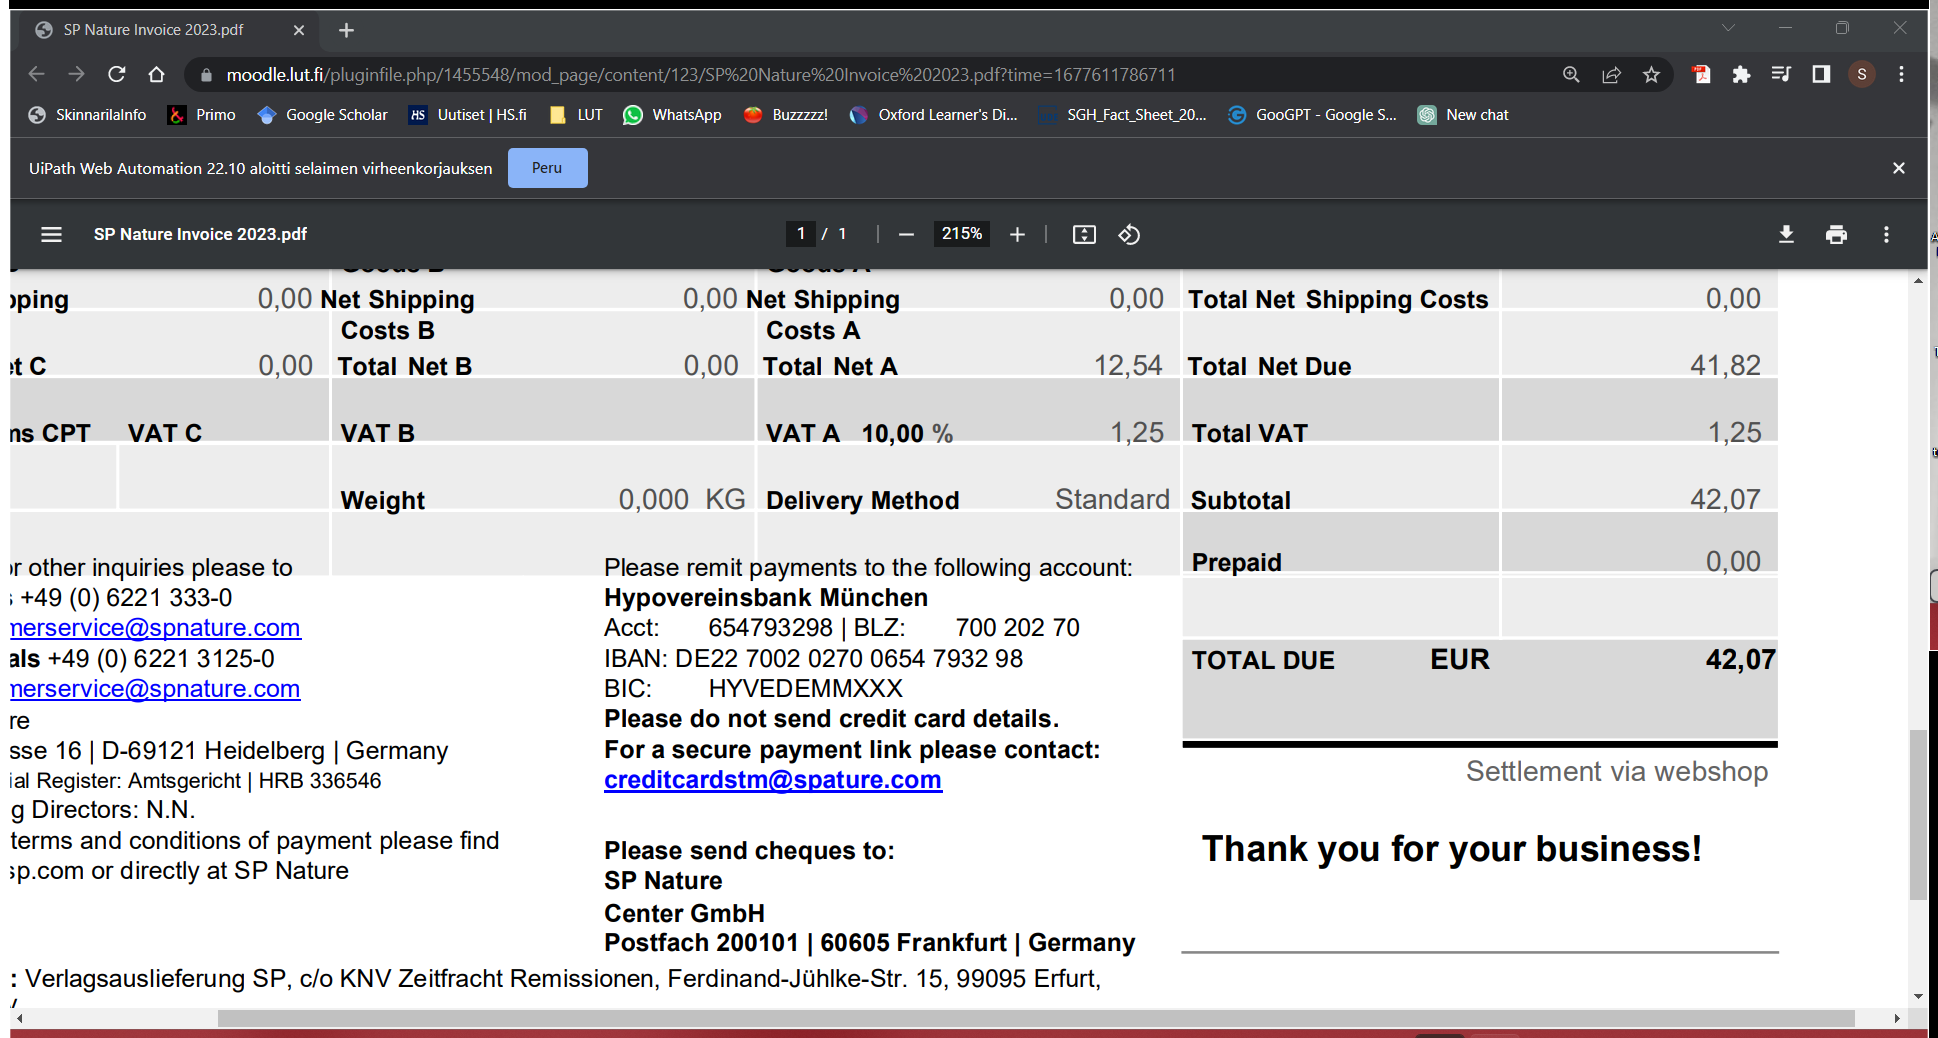 SP Nature Invoice 2023.pdf
moodle.lut.fi/pluginfile.php/1455548/mod_page/content/123/SP%20Nature%20Invoice%202023.pdf?time=1677611786711
S
SkinnarilaInfo Primo Google Scholar HS Uutiset | HS.fi LUT WhatsApp Buzzzzz! Oxford Learner's Di... SGH_Fact_Sheet_20... GooGPT - Google S... New chat
UiPath Web Automation 22.10 aloitti selaimen virheenkorjauksen Peru
SP Nature Invoice 2023.pdf 1 / 1 215%
pping 0,00 Net Shipping 0,00 Net Shipping 0,00 Total Net Shipping Costs 0,00
Costs B Costs A
et C 0,00 Total Net B 0,00 Total Net A 12,54 Total Net Due 41,82
ms CPT VAT C VAT B VAT A 10,00 % 1,25 Total VAT 1,25
Weight 0,000 KG Delivery Method Standard Subtotal 42,07
Prepaid 0,00
TOTAL DUE EUR 42,07
Settlement via webshop
Thank you for your business!
or other inquiries please to
+49 (0) 6221 333-0
merservice@spnature.com
als +49 (0) 6221 3125-0
merservice@spnature.com
re
sse 16 | D-69121 Heidelberg | Germany
ial Register: Amtsgericht | HRB 336546
g Directors: N.N.
terms and conditions of payment please find
sp.com or directly at SP Nature
Please remit payments to the following account:
Hypovereinsbank München
Acct: 654793298 | BLZ: 700 202 70
IBAN: DE22 7002 0270 0654 7932 98
BIC: HYVEDEMMXXX
Please do not send credit card details.
For a secure payment link please contact:
creditcardstm@spature.com
Please send cheques to:
SP Nature
Center GmbH
Postfach 200101 | 60605 Frankfurt | Germany
: Verlagsauslieferung SP, c/o KNV Zeitfracht Remissionen, Ferdinand-Jühlke-Str. 15, 99095 Erfurt,